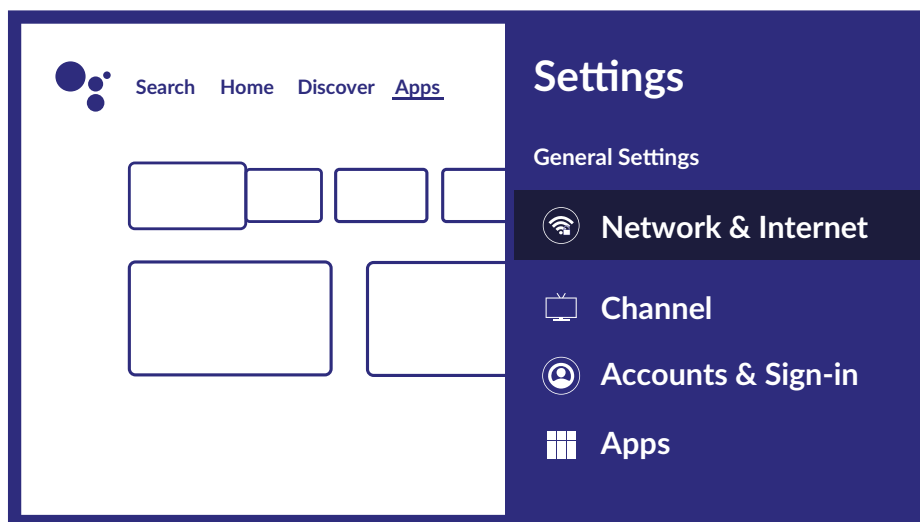 Search Home Discover Apps
Settings
General Settings
Network & Internet
Channel
Accounts & Sign-in
Apps